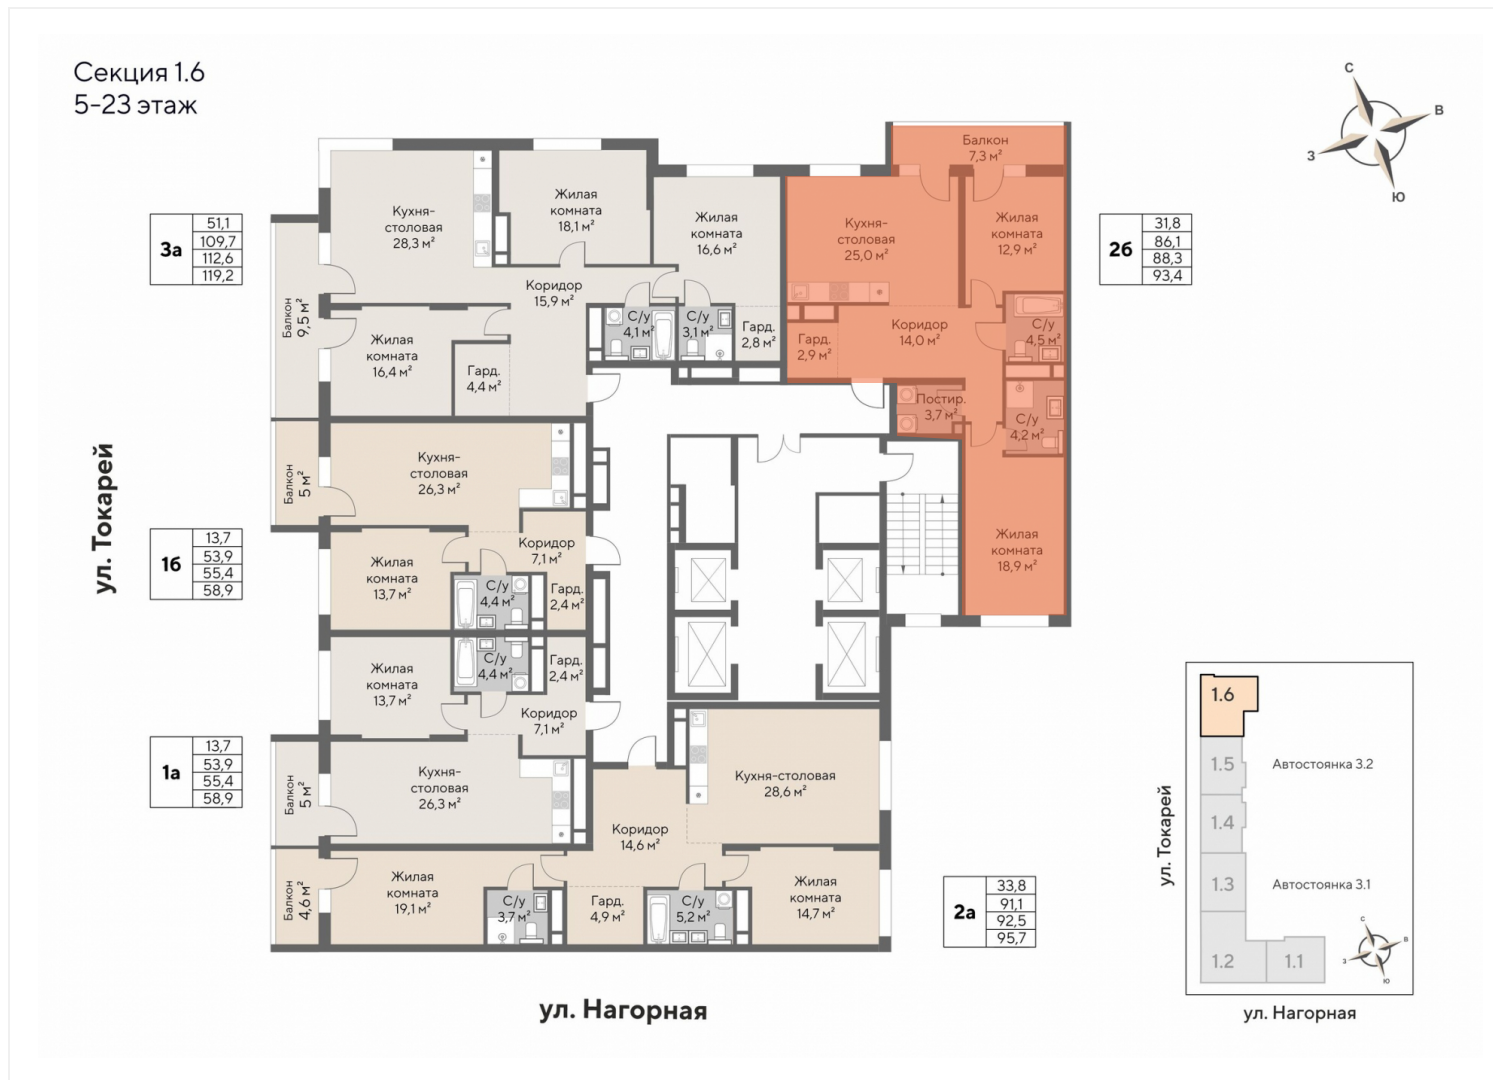 Секция 1.6
5-23 этаж
С
В
З
Ю
3а
51,1
109,7
112,6
119,2
Балкон
9,5 м²
Кухня-
столовая
28,3 м²
Жилая
комната
18,1 м²
Жилая
комната
16,6 м²
Коридор
15,9 м²
Жилая
комната
16,4 м²
Гард.
4,4 м²
С/у
4,1 м²
С/у
3,1 м²
Гард.
2,8 м²
Балкон
7,3 м²
Кухня-
столовая
25,0 м²
Жилая
комната
12,9 м²
Гард.
2,9 м²
Коридор
14,0 м²
С/у
4,5 м²
Постир.
3,7 м²
С/у
4,2 м²
Жилая
комната
18,9 м²
2б
31,8
86,1
88,3
93,4
ул. Токарей
Балкон
5 м²
Кухня-
столовая
26,3 м²
1б
13,7
53,9
55,4
58,9
Жилая
комната
13,7 м²
Коридор
7,1 м²
С/у
4,4 м²
Гард.
2,4 м²
Жилая
комната
13,7 м²
С/у
4,4 м²
Гард.
2,4 м²
Коридор
7,1 м²
1а
13,7
53,9
55,4
58,9
Балкон
5 м²
Кухня-
столовая
26,3 м²
Кухня-столовая
28,6 м²
Коридор
14,6 м²
Балкон
4,6 м²
Жилая
комната
19,1 м²
С/у
3,7 м²
Гард.
4,9 м²
С/у
5,2 м²
Жилая
комната
14,7 м²
2а
33,8
91,1
92,5
95,7
ул. Нагорная
1.6
1.5
Автостоянка 3.2
1.4
ул. Токарей
1.3
Автостоянка 3.1
1.2
1.1
С
В
З
Ю
ул. Нагорная